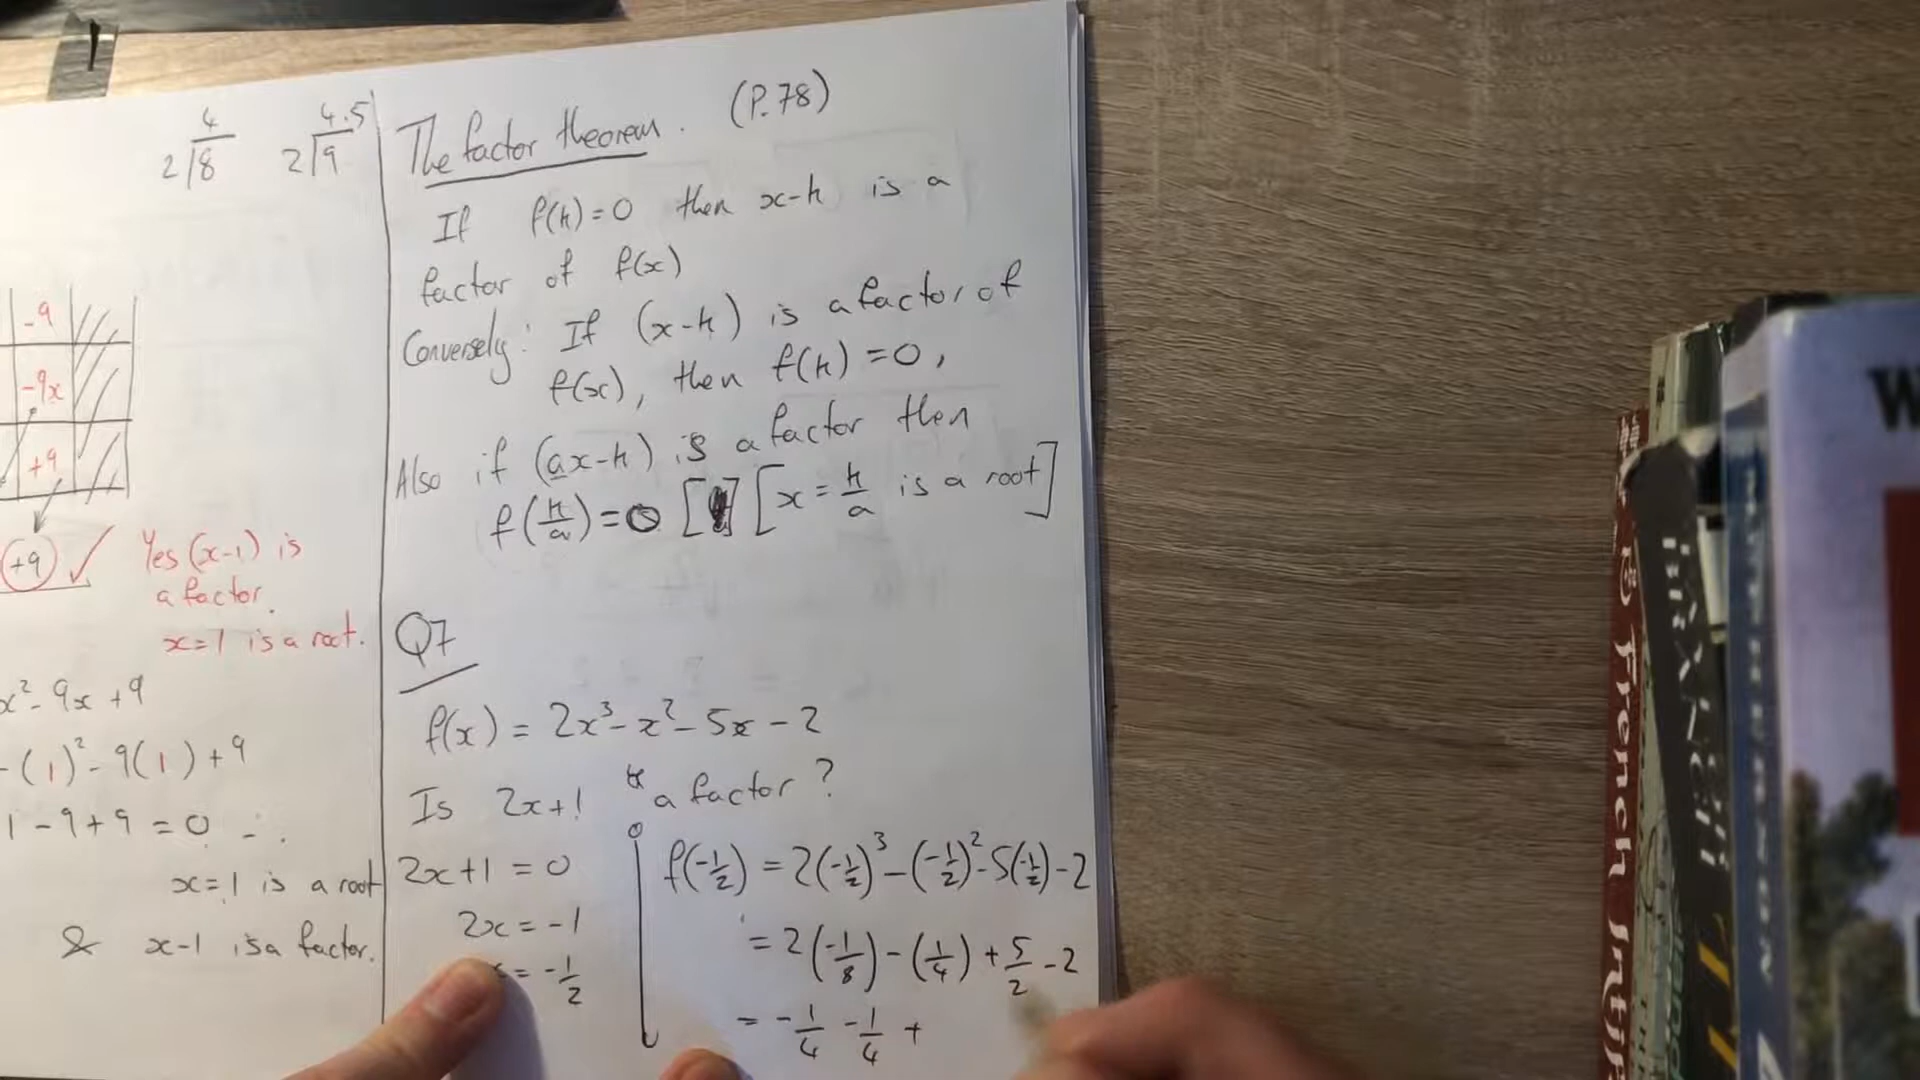 4
2 8
4.5
2 9
-9
-9x
+9
+9 ✓ Yes (x-1) is
a factor.
x=1 is a root.
x² - 9x + 9
-(1)² - 9(1) + 9
1 - 9 + 9 = 0
x=1 is a root
& x-1 is a factor.
The factor theorem. (P.78)
If f(k)=0 then x-k is a
factor of f(x)
Conversely: If (x-k) is a factor of
f(x), then f(k)=0,
Also if (ax-k) is a factor then
f(k/a)=0 [x=k/a is a root]
Q7
f(x) = 2x³ - x² - 5x - 2
Is 2x+1 a factor?
2x+1 = 0
2x = -1
= -1/2
f(-1/2) = 2(-1/2)³ - (-1/2)² - 5(-1/2) - 2
= 2(-1/8) - (1/4) + 5/2 - 2
= -1/4 - 1/4 +
French